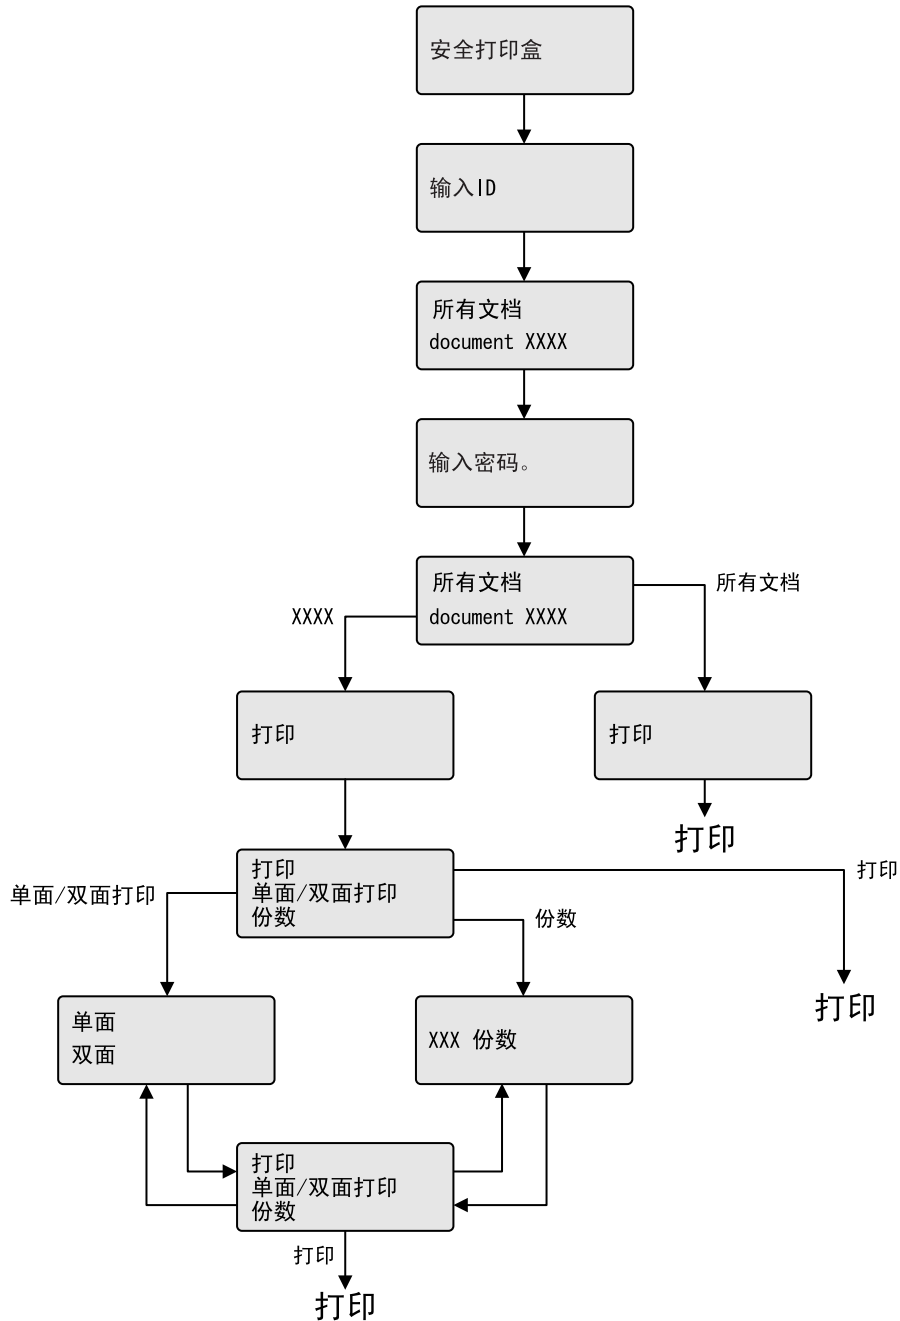 安全打印盒
输入ID
所有文档
document XXXX
输入密码。
所有文档
document XXXX
所有文档
XXXX
打印
打印
打印
打印
单面/双面打印
份数
打印
单面/双面打印
份数
打印
单面
双面
XXX 份数
打印
单面/双面打印
份数
打印
打印